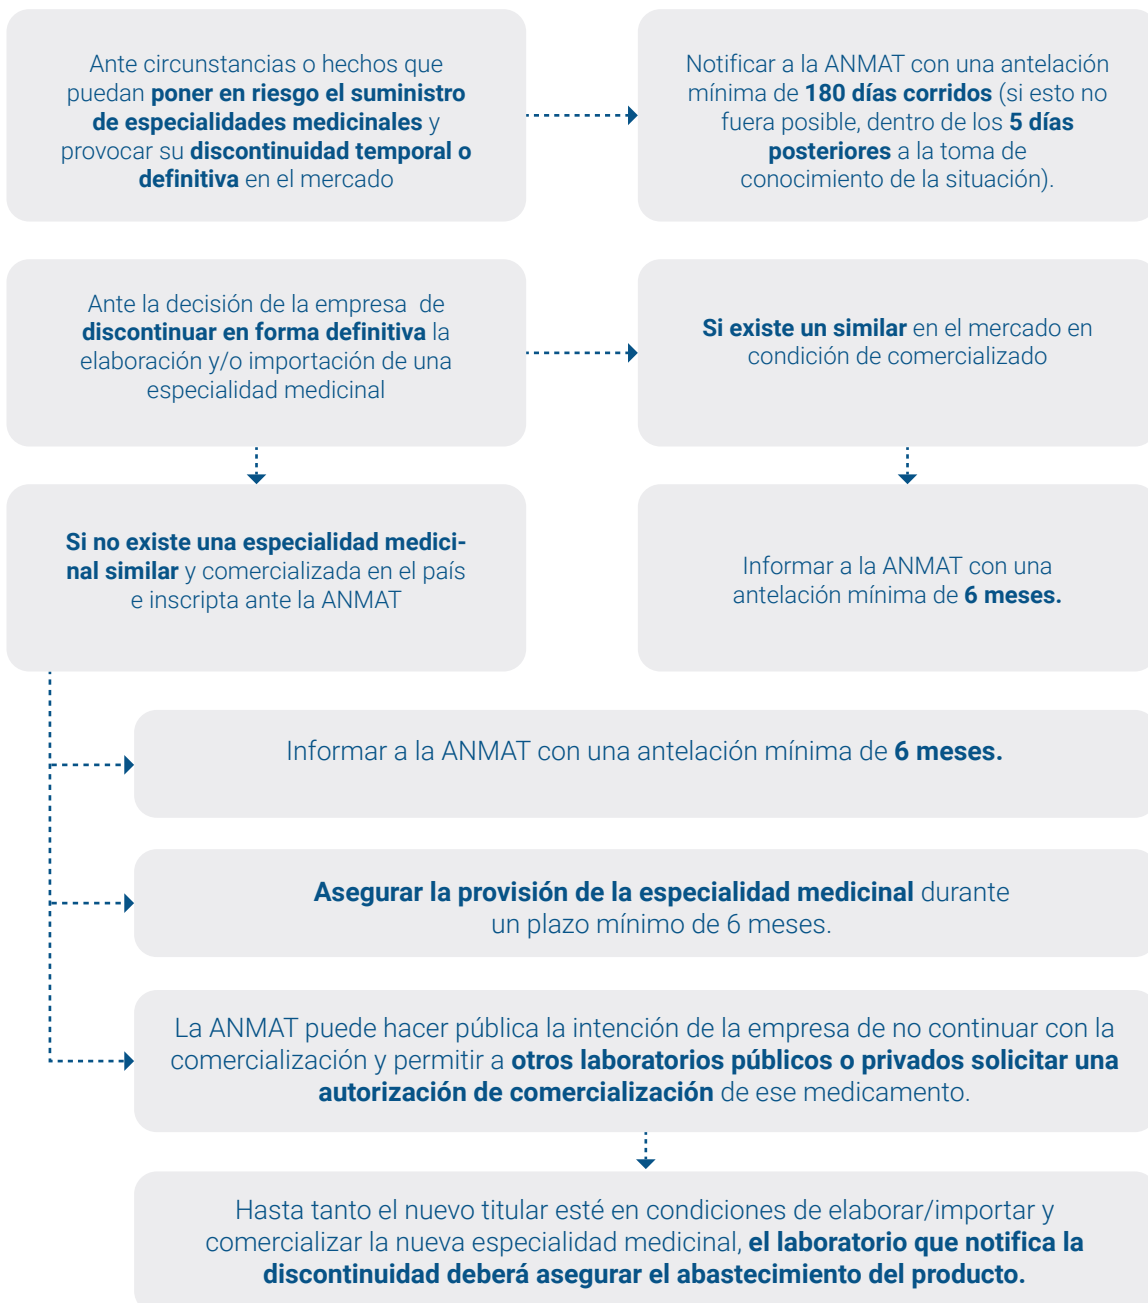 Ante circunstancias o hechos que
puedan poner en riesgo el suministro
de especialidades medicinales y
provocar su discontinuidad temporal o
definitiva en el mercado
Notificar a la ANMAT con una antelación
mínima de 180 días corridos (si esto no
fuera posible, dentro de los 5 días
posteriores a la toma de
conocimiento de la situación).
Ante la decisión de la empresa de
discontinuar en forma definitiva la
elaboración y/o importación de una
especialidad medicinal
Si existe un similar en el mercado en
condición de comercializado
Si no existe una especialidad medici-
nal similar y comercializada en el país
e inscripta ante la ANMAT
Informar a la ANMAT con una
antelación mínima de 6 meses.
Informar a la ANMAT con una antelación mínima de 6 meses.
Asegurar la provisión de la especialidad medicinal durante
un plazo mínimo de 6 meses.
La ANMAT puede hacer pública la intención de la empresa de no continuar con la
comercialización y permitir a otros laboratorios públicos o privados solicitar una
autorización de comercialización de ese medicamento.
Hasta tanto el nuevo titular esté en condiciones de elaborar/importar y
comercializar la nueva especialidad medicinal, el laboratorio que notifica la
discontinuidad deberá asegurar el abastecimiento del producto.